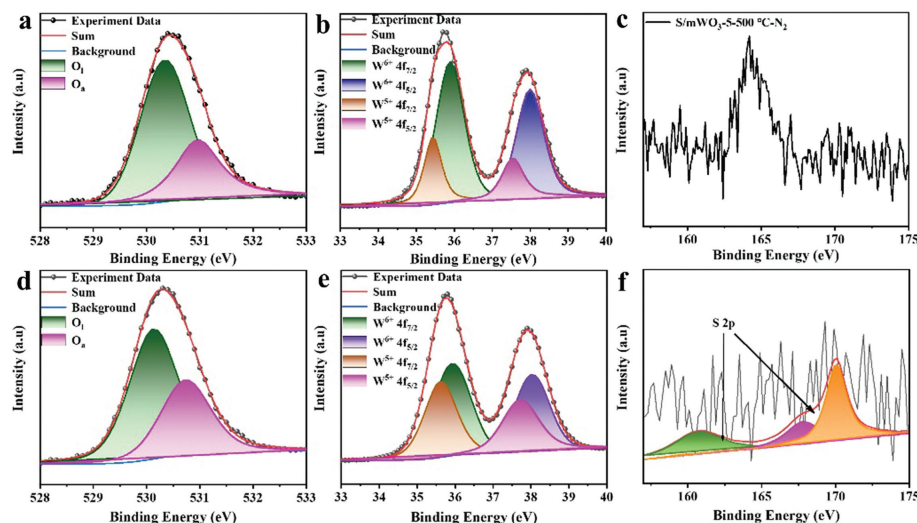 a
Experiment Data
Sum
Background
Ol
Oa
Intensity (a.u)
528 529 530 531 532 533
Binding Energy (eV)
b
Experiment Data
Sum
Background
W6+ 4f7/2
W6+ 4f5/2
W5+ 4f7/2
W5+ 4f5/2
Intensity (a.u)
33 34 35 36 37 38 39 40
Binding Energy (eV)
c
S/mWO3-5-500 °C-N2
Intensity (a.u)
160 165 170 175
Binding Energy (eV)
d
Experiment Data
Sum
Background
Ol
Oa
Intensity (a.u)
528 529 530 531 532 533
Binding Energy (eV)
e
Experiment Data
Sum
Background
W6+ 4f7/2
W6+ 4f5/2
W5+ 4f7/2
W5+ 4f5/2
Intensity (a.u)
33 34 35 36 37 38 39 40
Binding Energy (eV)
f
S 2p
Intensity (a.u)
160 165 170 175
Binding Energy (eV)